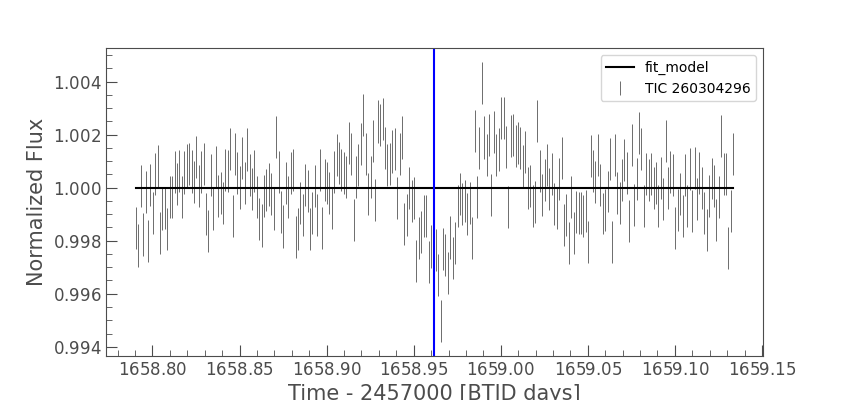 fit_model
TIC 260304296
1.004
1.002
1.000
0.998
0.996
0.994
Normalized Flux
1658.80 1658.85 1658.90 1658.95 1659.00 1659.05 1659.10 1659.15
Time - 2457000 [BTJD days]